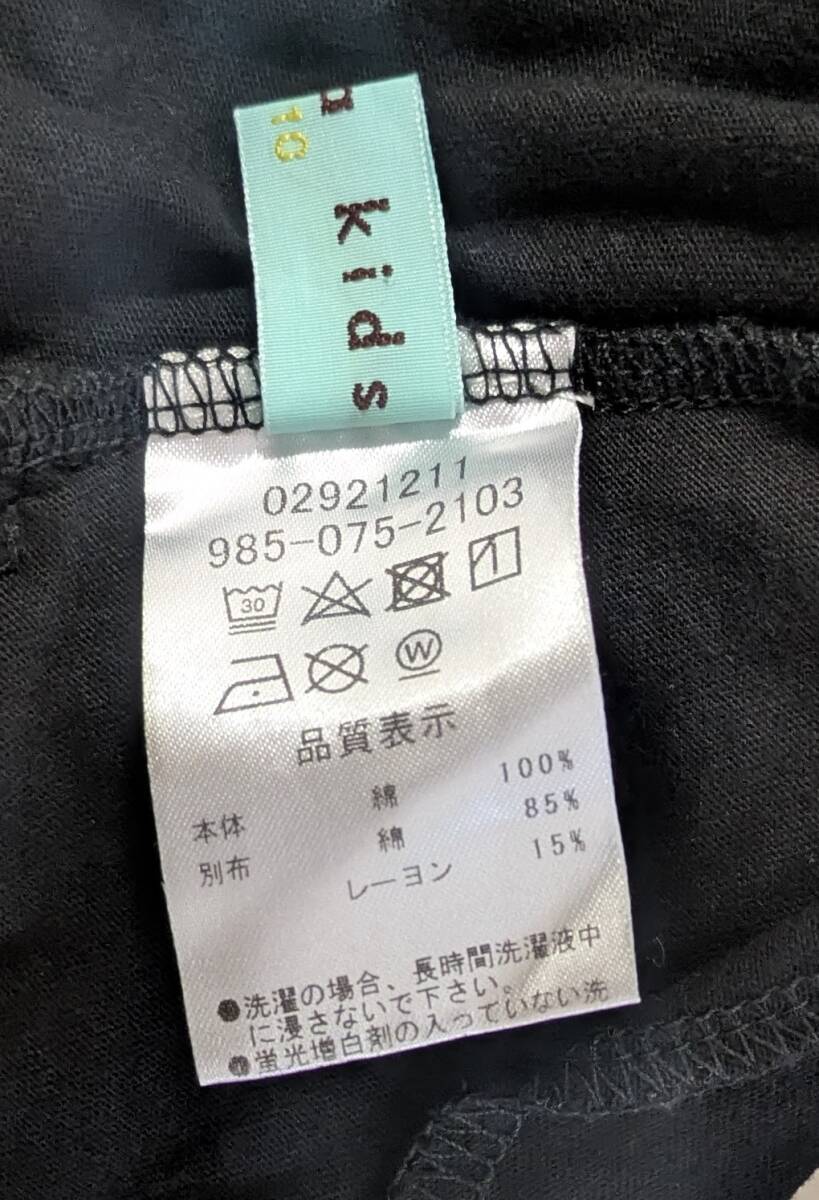 10
kids
02921211
985-075-2103
30
W
品質表示
本体 綿 100%
別布 綿 85%
レーヨン 15%
●洗濯の場合、長時間洗濯液中
に浸さないで下さい。
●蛍光増白剤の入っていない洗